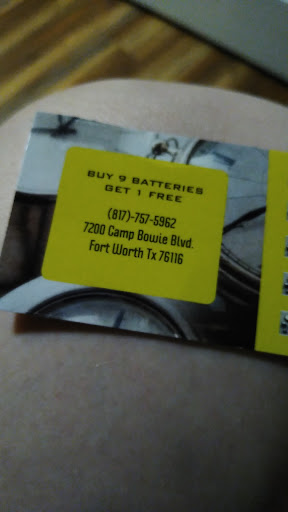 BUY 9 BATTERIES
GET 1 FREE
(817)-757-5962
7200 Camp Bowie Blvd.
Fort Worth Tx 76116